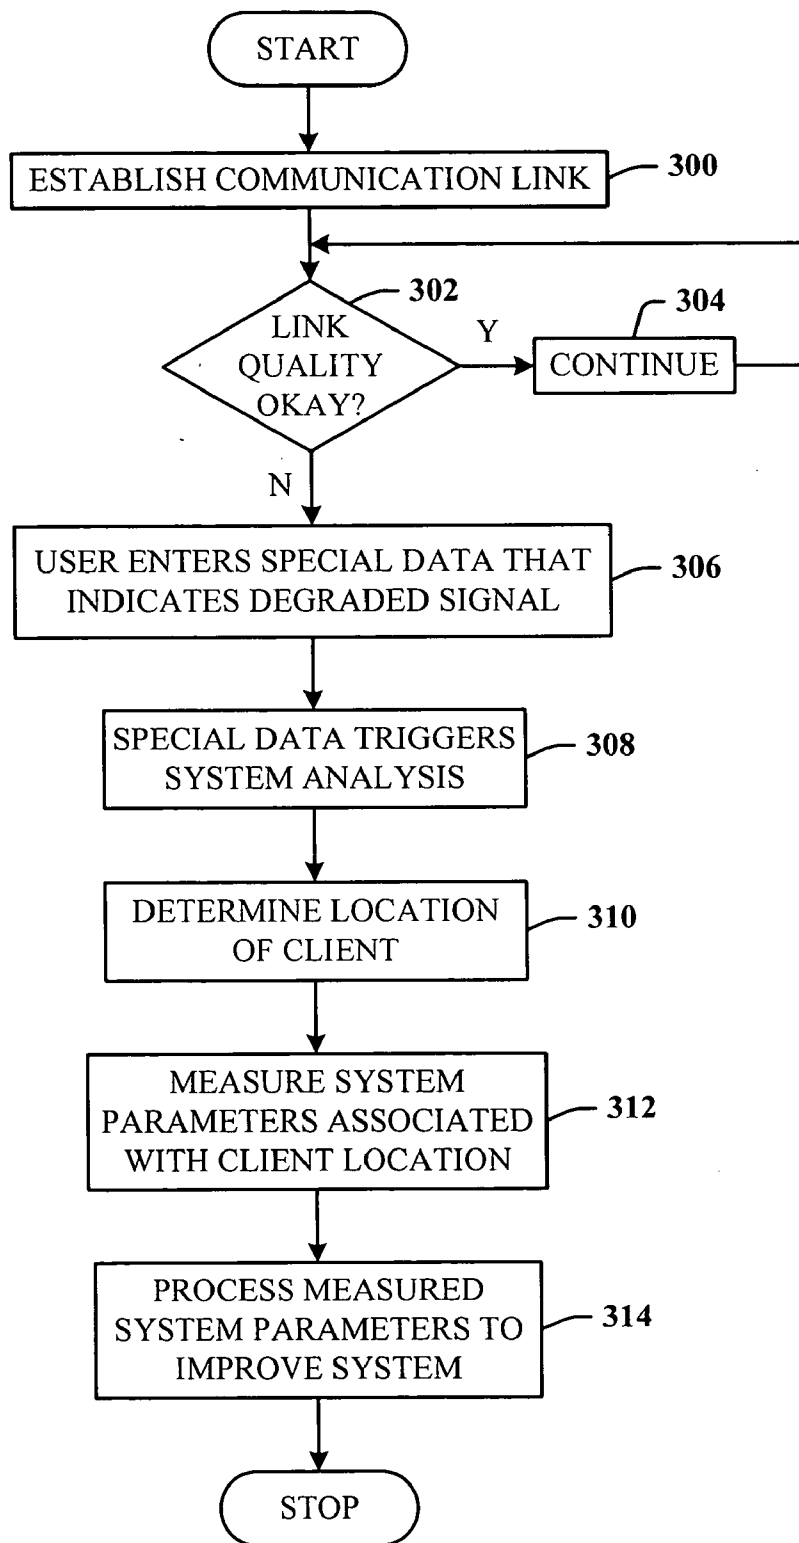 START
ESTABLISH COMMUNICATION LINK
300
302
LINK
QUALITY
OKAY?
Y
304
CONTINUE
N
USER ENTERS SPECIAL DATA THAT
INDICATES DEGRADED SIGNAL
306
SPECIAL DATA TRIGGERS
SYSTEM ANALYSIS
308
DETERMINE LOCATION
OF CLIENT
310
MEASURE SYSTEM
PARAMETERS ASSOCIATED
WITH CLIENT LOCATION
312
PROCESS MEASURED
SYSTEM PARAMETERS TO
IMPROVE SYSTEM
314
STOP